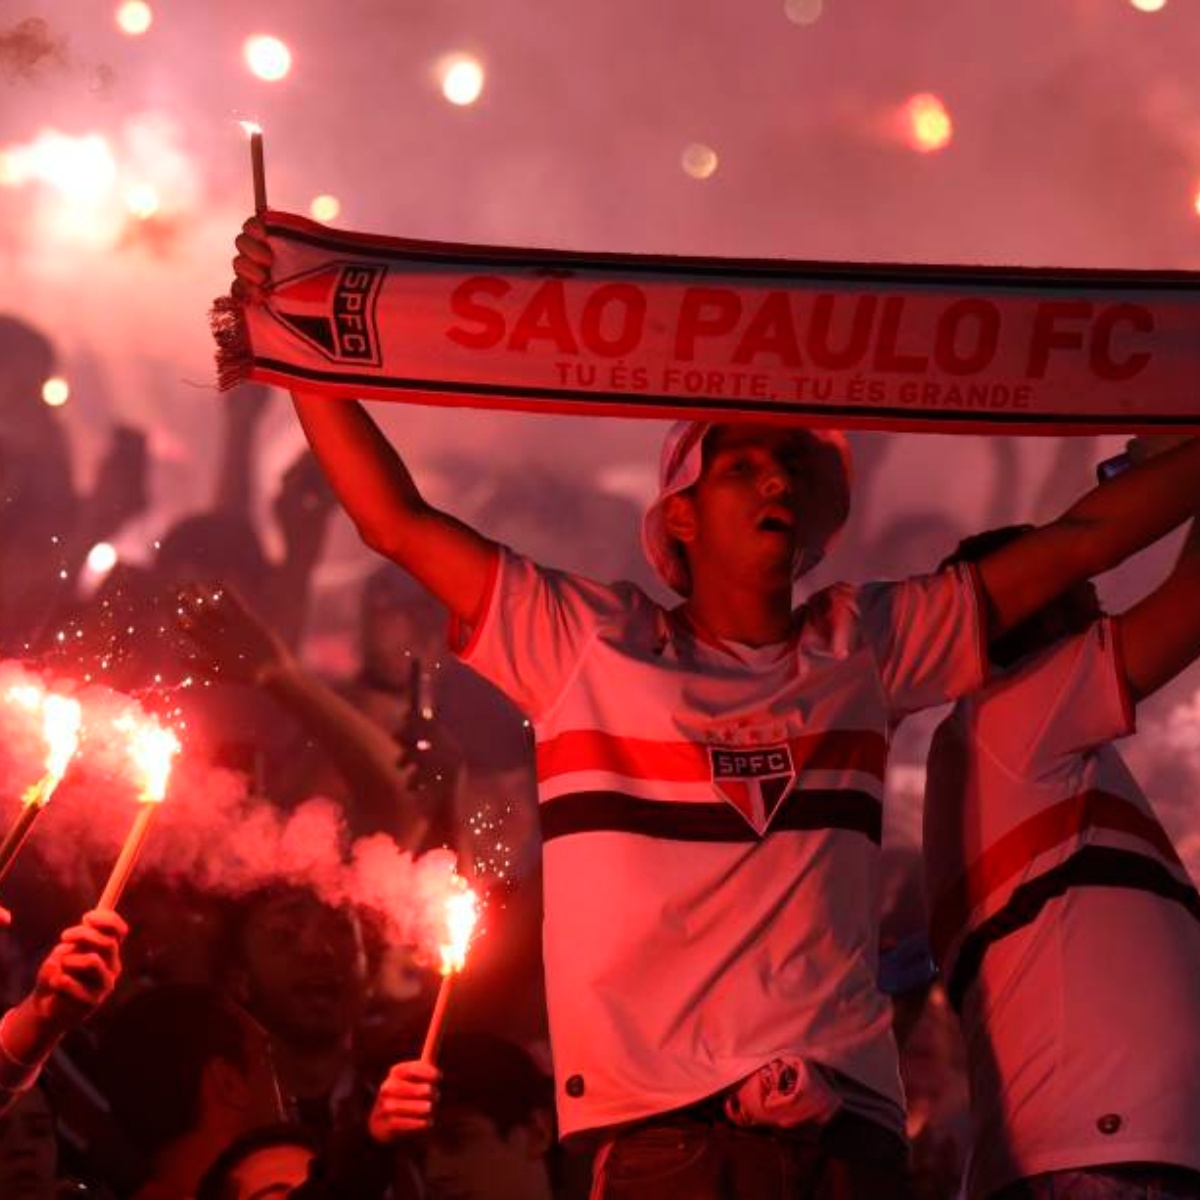 SPFC
SÃO PAULO FC
TU ÉS FORTE, TU ÉS GRANDE
SPFC